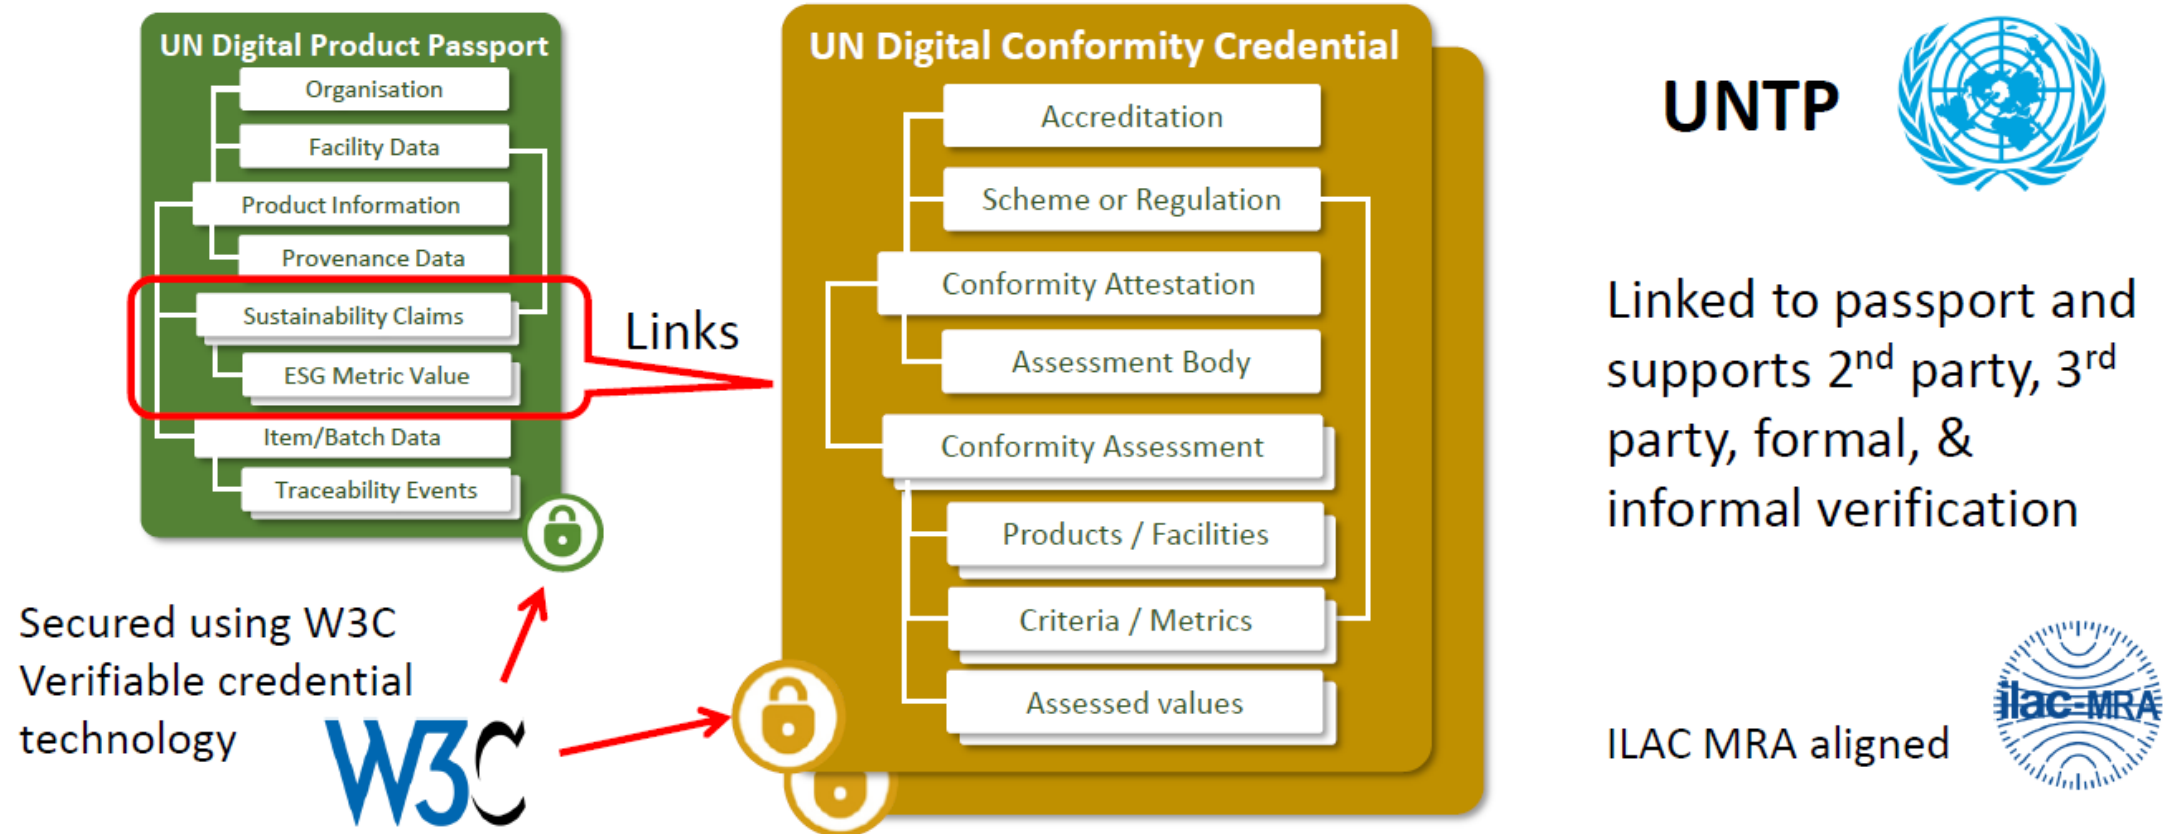 UN Digital Product Passport
Organisation
Facility Data
Product Information
Provenance Data
Sustainability Claims
ESG Metric Value
Item/Batch Data
Traceability Events
Links
UN Digital Conformity Credential
Accreditation
Scheme or Regulation
Conformity Attestation
Assessment Body
Conformity Assessment
Products / Facilities
Criteria / Metrics
Assessed values
UNTP
Linked to passport and
supports 2nd party, 3rd
party, formal, &
informal verification
Secured using W3C
Verifiable credential
technology
W3C
ILAC MRA aligned
ilac-MRA